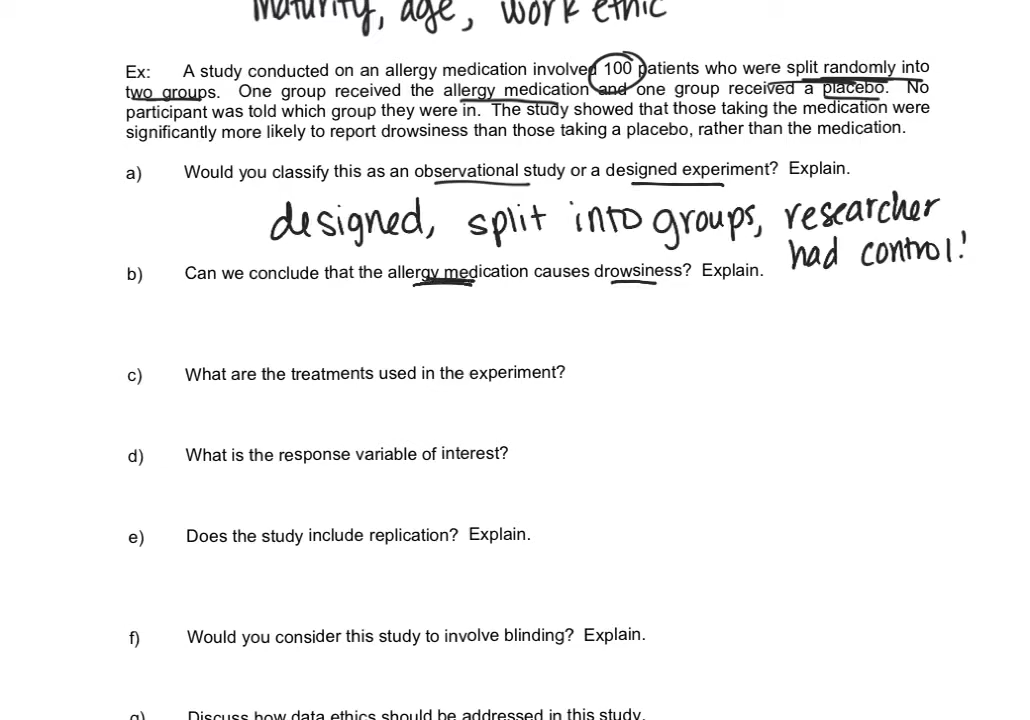 maturity, age, work ethic
Ex: A study conducted on an allergy medication involved 100 patients who were split randomly into
two groups. One group received the allergy medication and one group received a placebo. No
participant was told which group they were in. The study showed that those taking the medication were
significantly more likely to report drowsiness than those taking a placebo, rather than the medication.
a) Would you classify this as an observational study or a designed experiment? Explain.
designed, split into groups, researcher
had control!
b) Can we conclude that the allergy medication causes drowsiness? Explain.
c) What are the treatments used in the experiment?
d) What is the response variable of interest?
e) Does the study include replication? Explain.
f) Would you consider this study to involve blinding? Explain.
g) Discuss how data ethics should be addressed in this study.